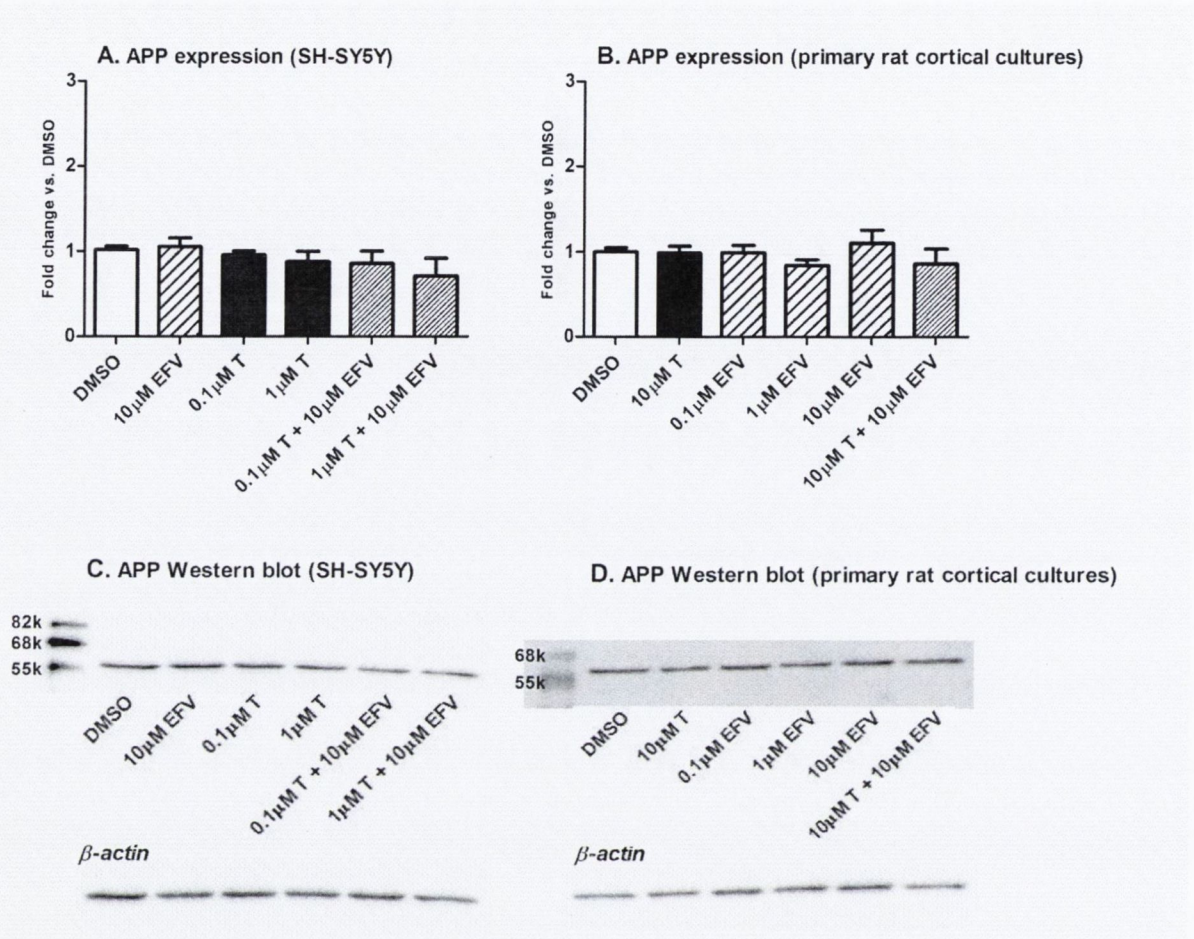 A. APP expression (SH-SY5Y)
3
2
1
0
Fold change vs. DMSO
DMSO
10μM EFV
0.1μM T
1μM T
0.1μM T + 10μM EFV
1μM T + 10μM EFV
B. APP expression (primary rat cortical cultures)
3
2
1
0
Fold change vs. DMSO
DMSO
10μM T
0.1μM EFV
1μM EFV
10μM EFV
10μM T + 10μM EFV
C. APP Western blot (SH-SY5Y)
82k
68k
55k
DMSO
10μM EFV
0.1μM T
1μM T
0.1μM T + 10μM EFV
1μM T + 10μM EFV
β-actin
D. APP Western blot (primary rat cortical cultures)
68k
55k
DMSO
10μM T
0.1μM EFV
1μM EFV
10μM EFV
10μM T + 10μM EFV
β-actin